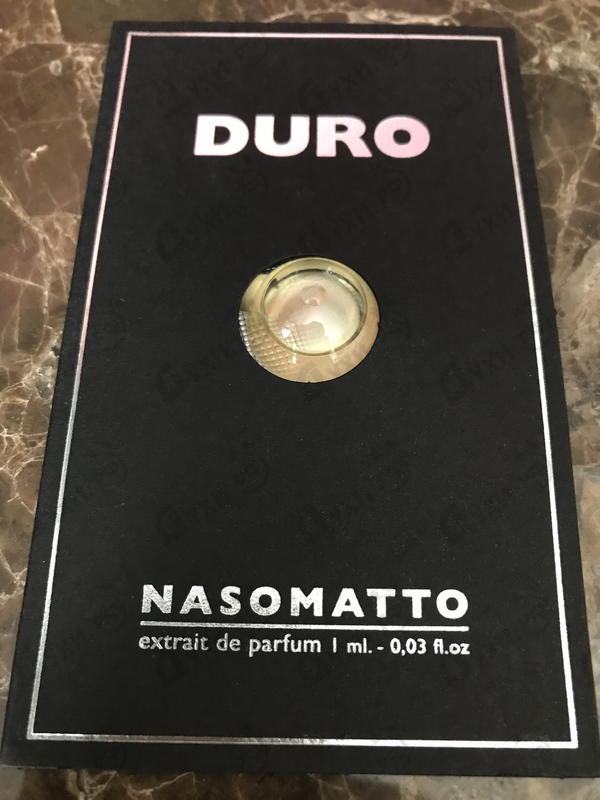 DURO
NASOMATTO
extrait de parfum 1 ml. - 0,03 fl.oz